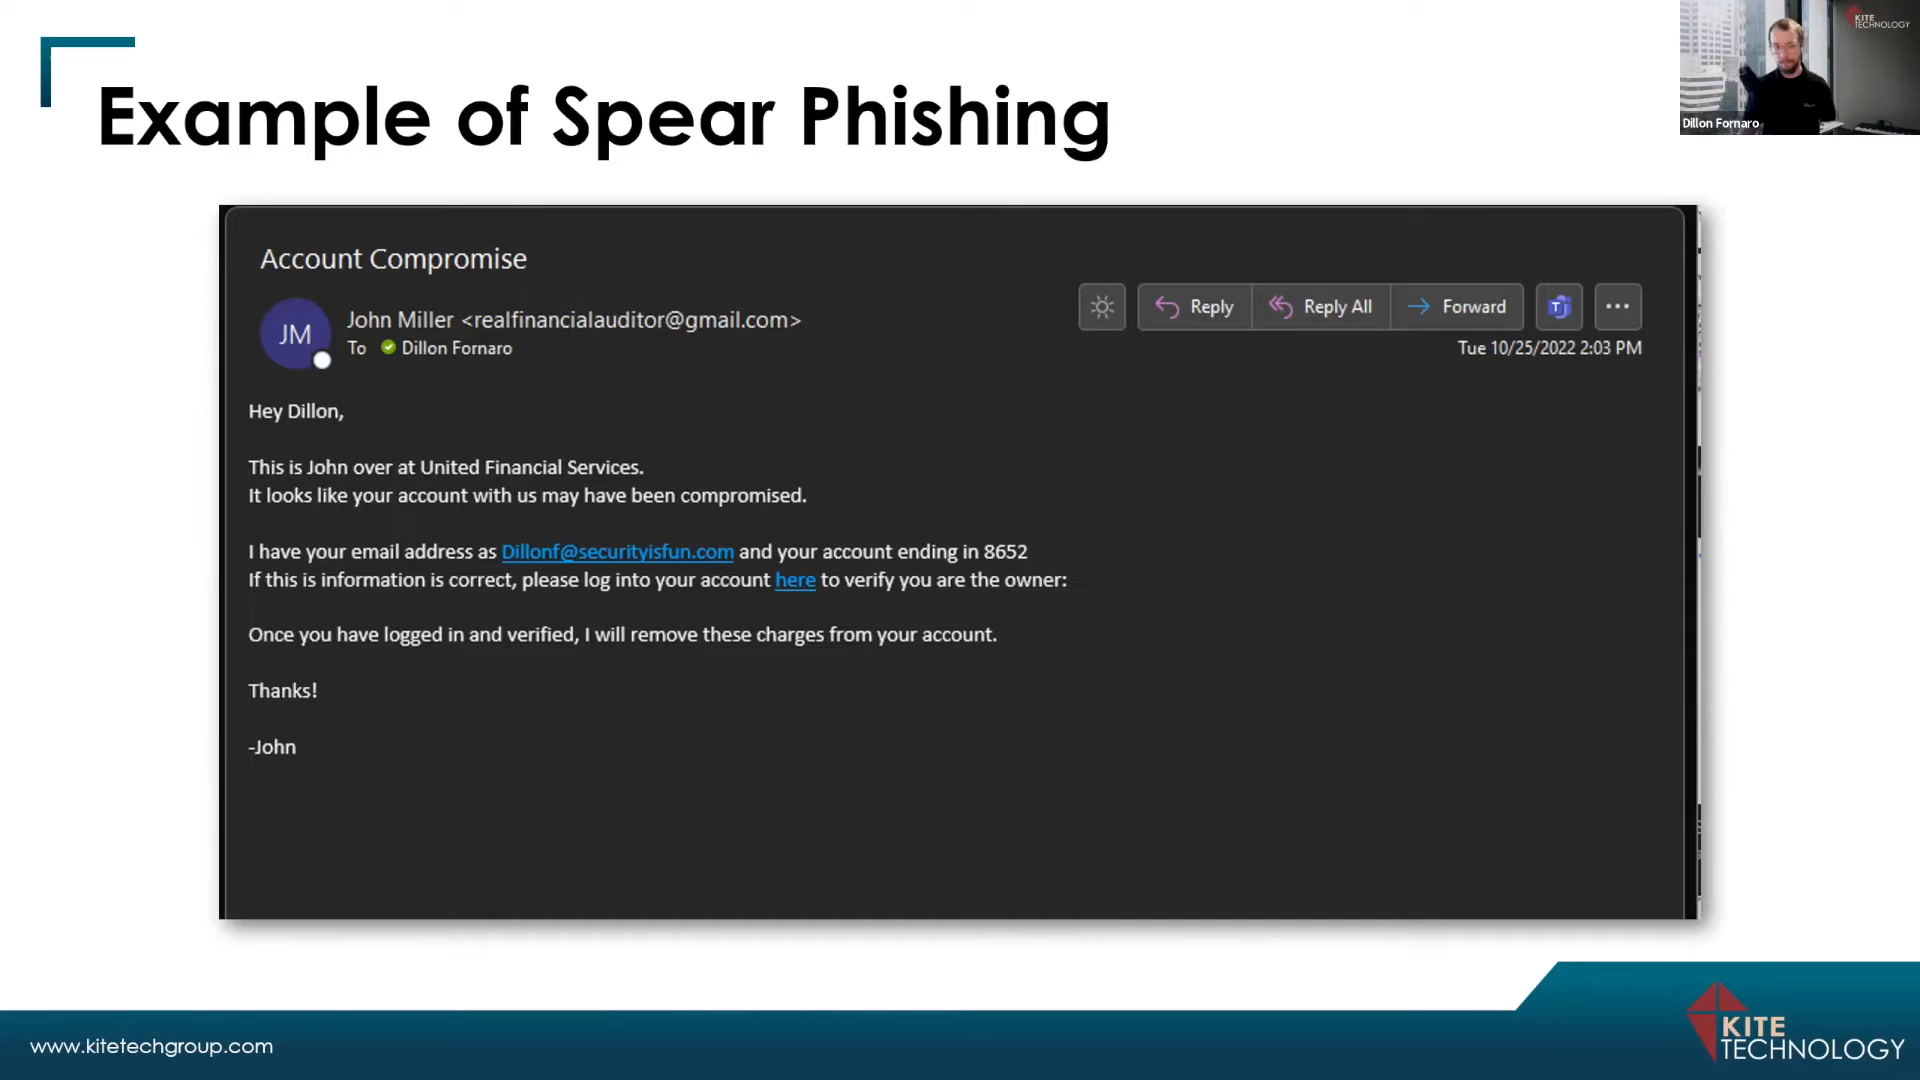 KITE
TECHNOLOGY
Dillon Fornaro
Example of Spear Phishing
Account Compromise
JM
John Miller <realfinancialauditor@gmail.com>
To Dillon Fornaro
Reply
Reply All
Forward
Tue 10/25/2022 2:03 PM
Hey Dillon,
This is John over at United Financial Services.
It looks like your account with us may have been compromised.
I have your email address as Dillonf@securityisfun.com and your account ending in 8652
If this is information is correct, please log into your account here to verify you are the owner:
Once you have logged in and verified, I will remove these charges from your account.
Thanks!
-John
www.kitetechgroup.com
KITE
TECHNOLOGY